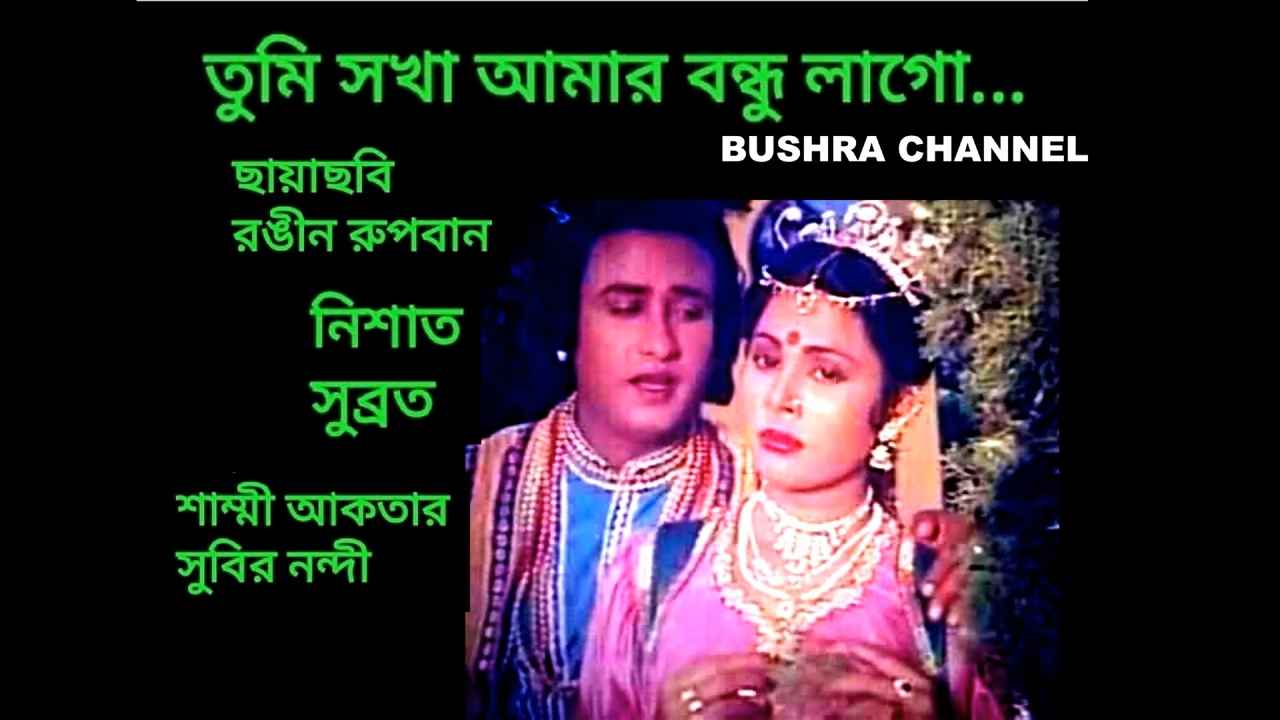 তুমি সখা আমার বন্ধু লাগো...
BUSHRA CHANNEL
ছায়াছবি
রঙীন রুপবান
নিশাত
সুব্রত
শাম্মী আকতার
সুবির নন্দী